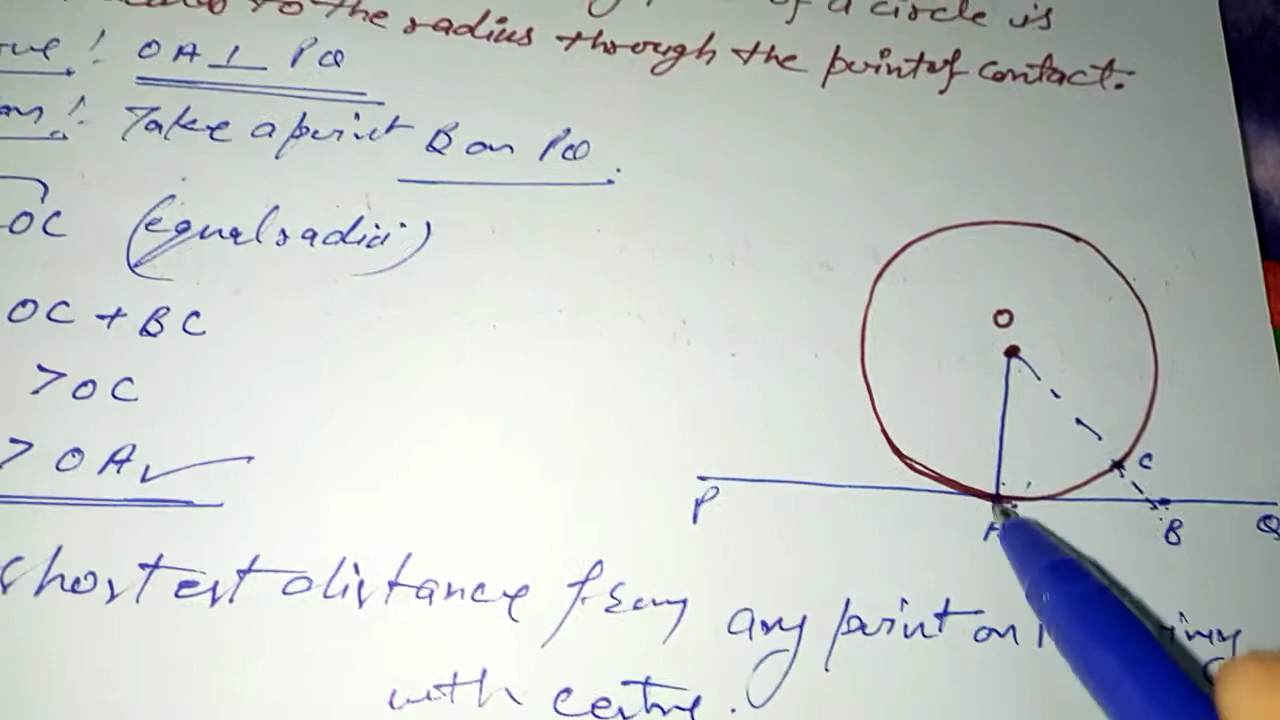 to the radius through the point of contact.
of a circle is
OA ⊥ PQ
Take a point B on PQ.
OC (equal radii)
OC + BC
> OC
> OA ✓
O
C
P
B
Q
shortest distance from any point on
with centre.